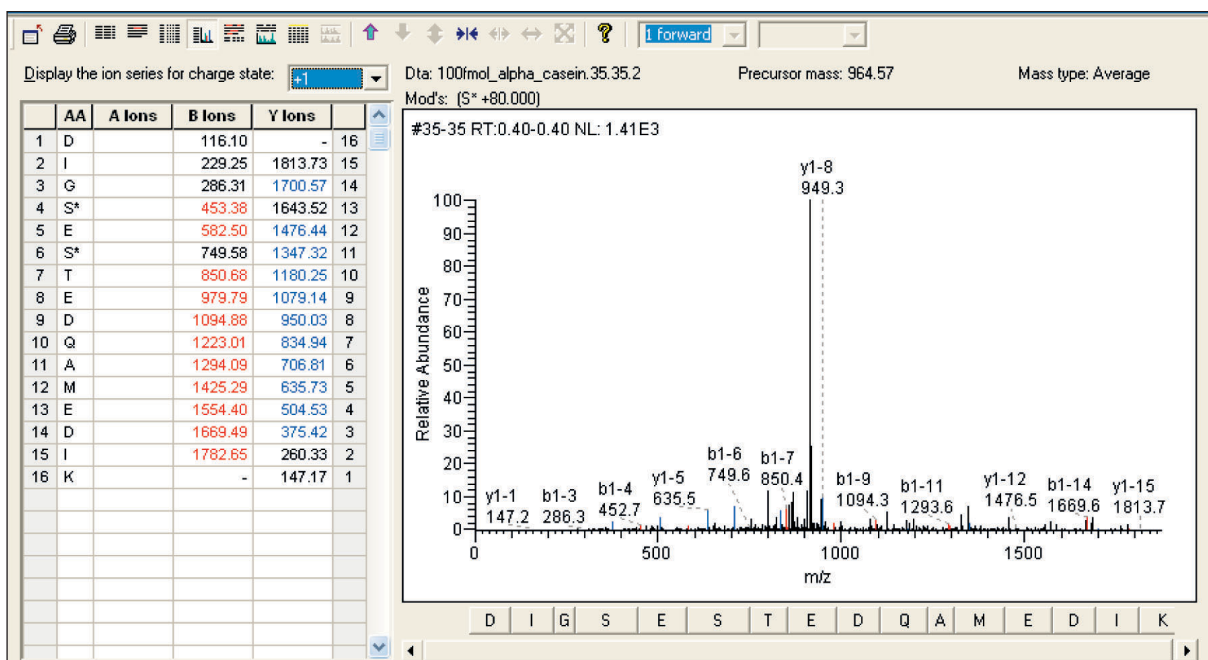 1 forward
Display the ion series for charge state: +1
Dta: 100fmol_alpha_casein.35.35.2 Precursor mass: 964.57 Mass type: Average
Mod's: (S* +80.000)
AA A Ions B Ions Y Ions
1 D 116.10 - 16
2 I 229.25 1813.73 15
3 G 286.31 1700.57 14
4 S* 453.38 1643.52 13
5 E 582.50 1476.44 12
6 S* 749.58 1347.32 11
7 T 850.68 1180.25 10
8 E 979.79 1079.14 9
9 D 1094.88 950.03 8
10 Q 1223.01 834.94 7
11 A 1294.09 706.81 6
12 M 1425.29 635.73 5
13 E 1554.40 504.53 4
14 D 1669.49 375.42 3
15 I 1782.65 260.33 2
16 K - 147.17 1
#35-35 RT:0.40-0.40 NL: 1.41E3
y1-8
949.3
Relative Abundance
100
90
80
70
60
50
40
30
20
10
0
y1-1
147.2
b1-3
286.3
b1-4
452.7
y1-5
635.5
b1-6
749.6
b1-7
850.4
b1-9
1094.3
b1-11
1293.6
y1-12
1476.5
b1-14
1669.6
y1-15
1813.7
0 500 1000 1500
m/z
D I G S E S T E D Q A M E D I K